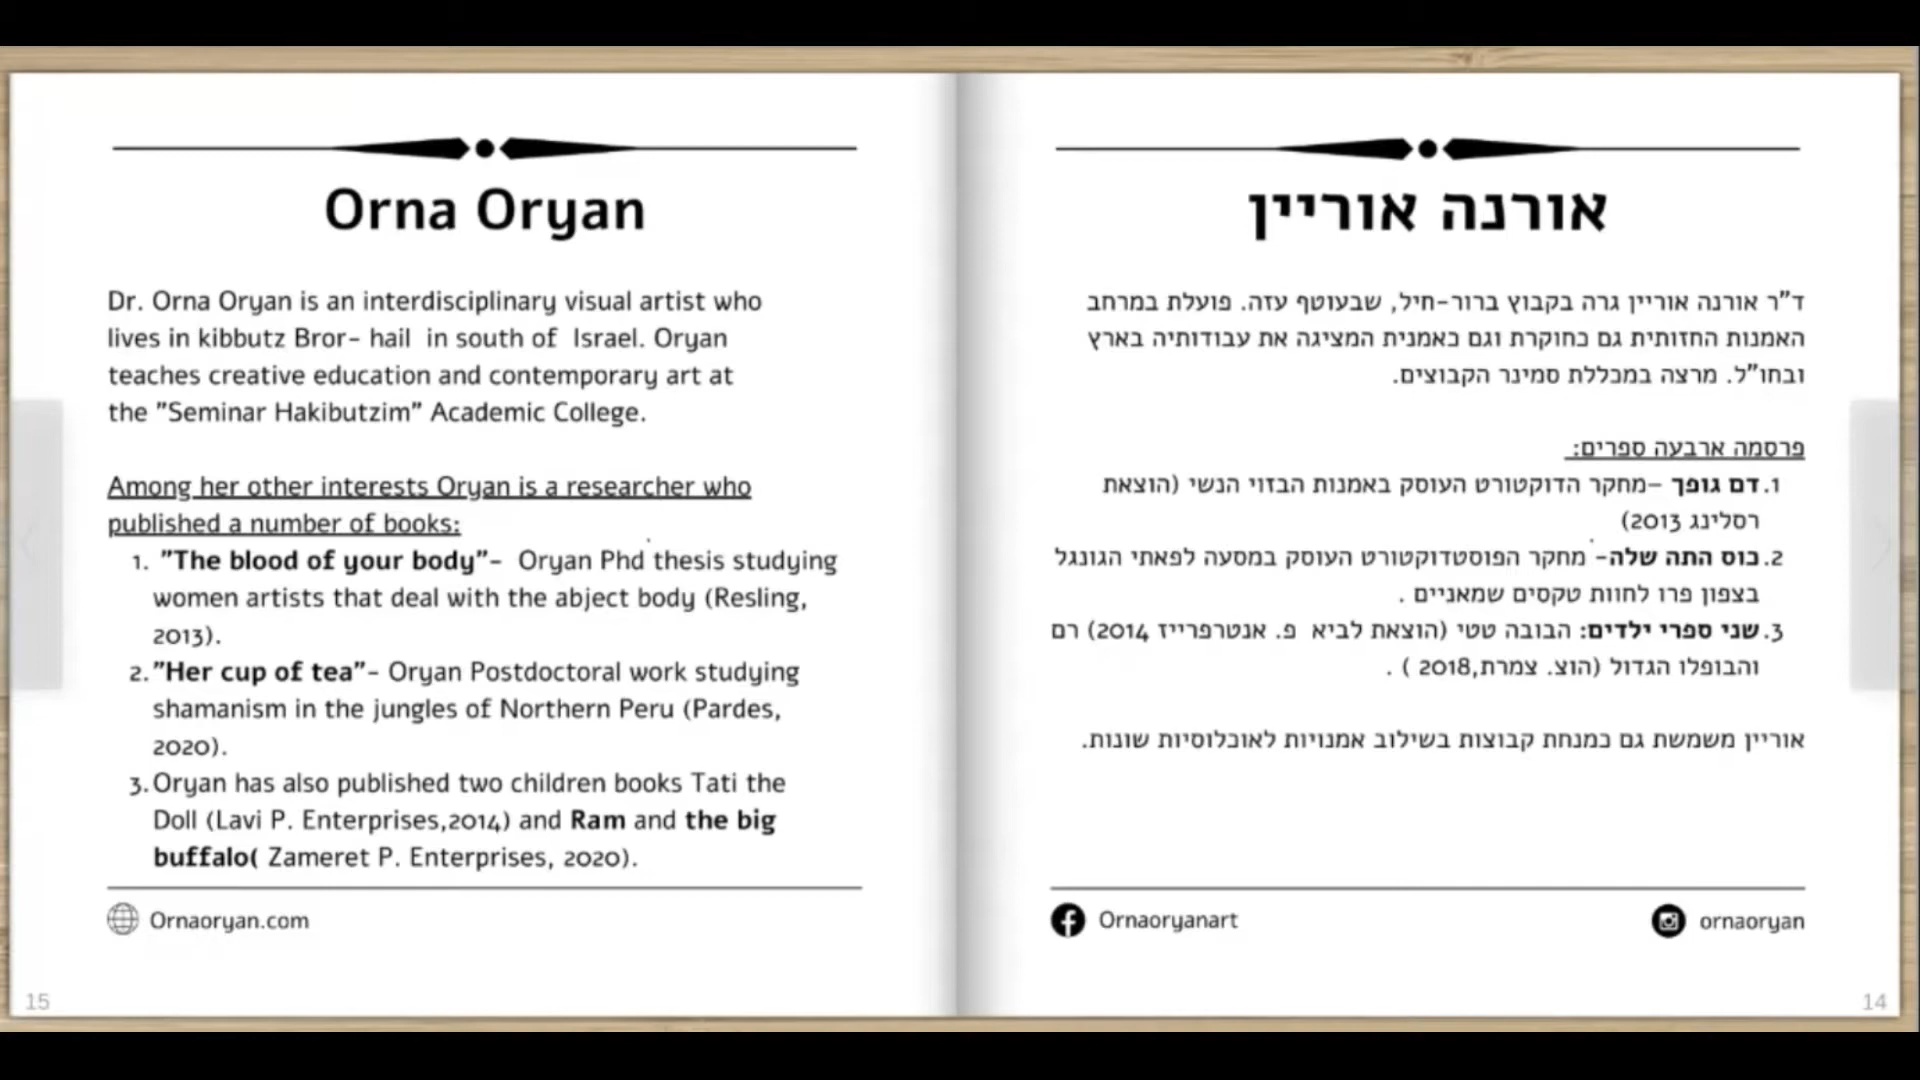 Orna Oryan
Dr. Orna Oryan is an interdisciplinary visual artist who
lives in kibbutz Bror- hail in south of Israel. Oryan
teaches creative education and contemporary art at
the "Seminar Hakibutzim" Academic College.
Among her other interests Oryan is a researcher who
published a number of books:
1. "The blood of your body"- Oryan Phd thesis studying
women artists that deal with the abject body (Resling,
2013).
2. "Her cup of tea"- Oryan Postdoctoral work studying
shamanism in the jungles of Northern Peru (Pardes,
2020).
3. Oryan has also published two children books Tati the
Doll (Lavi P. Enterprises,2014) and Ram and the big
buffalo( Zameret P. Enterprises, 2020).
Ornaoryan.com
15
אורנה אוריין
ד"ר אורנה אוריין גרה בקבוץ ברור-חיל, שבעוטף עזה. פועלת במרחב
האמנות החזותית גם כחוקרת וגם כאמנית המציגה את עבודותיה בארץ
ובחו"ל. מרצה במכללת סמינר הקבוצים.
פרסמה ארבעה ספרים:
1. דם גופך –מחקר הדוקטורט העוסק באמנות הבזוי הנשי (הוצאת
רסלינג 2013)
2. כוס התה שלה- מחקר הפוסטדוקטורט העוסק במסעה לפאתי הגונגל
בצפון פרו לחוות טקסים שמאניים .
3. שני ספרי ילדים: הבובה טטי (הוצאת לביא פ. אנטרפרייז 2014) רם
והבופלו הגדול (הוצ. צמרת,2018 ) .
אוריין משמשת גם כמנחת קבוצות בשילוב אמנויות לאוכלוסיות שונות.
Ornaoryanart
ornaoryan
14